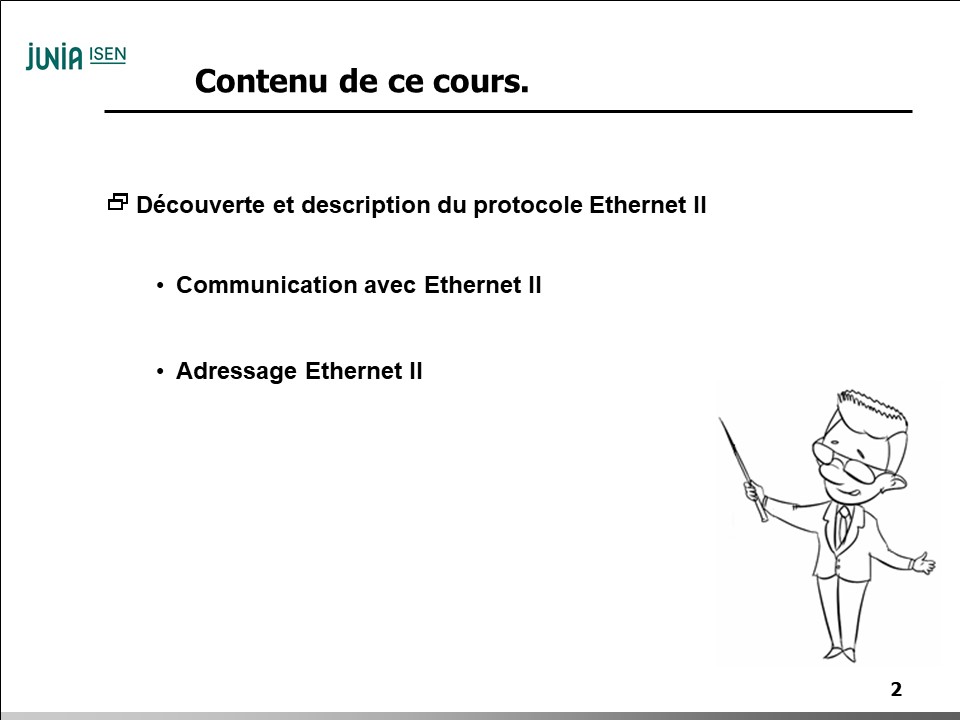 JUNIA ISEN
Contenu de ce cours.
Découverte et description du protocole Ethernet II
• Communication avec Ethernet II
• Adressage Ethernet II
2